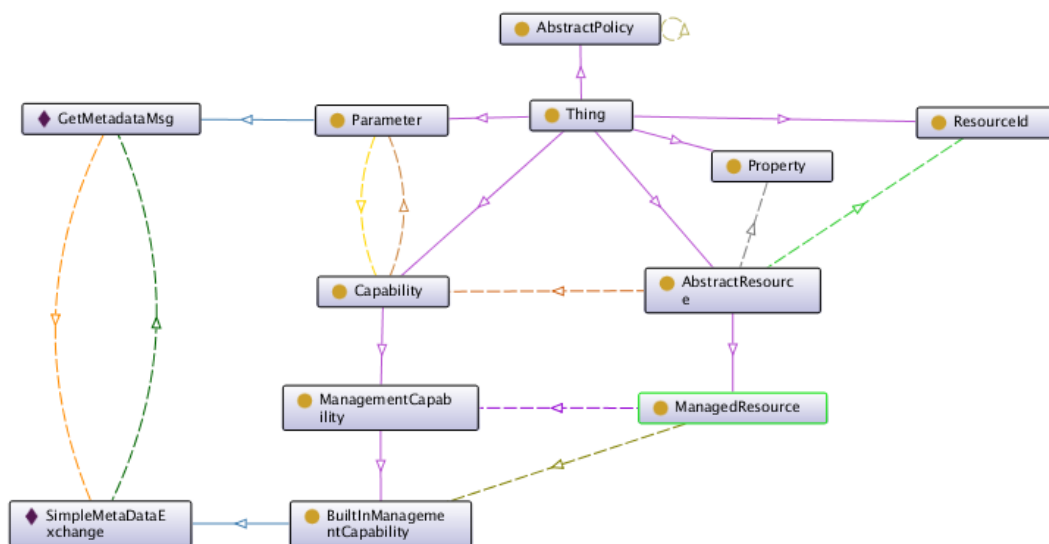 AbstractPolicy
GetMetadataMsg
Parameter
Thing
ResourceId
Property
Capability
AbstractResourc
e
ManagementCapab
ility
ManagedResource
SimpleMetaDataE
xchange
BuiltInManageme
ntCapability